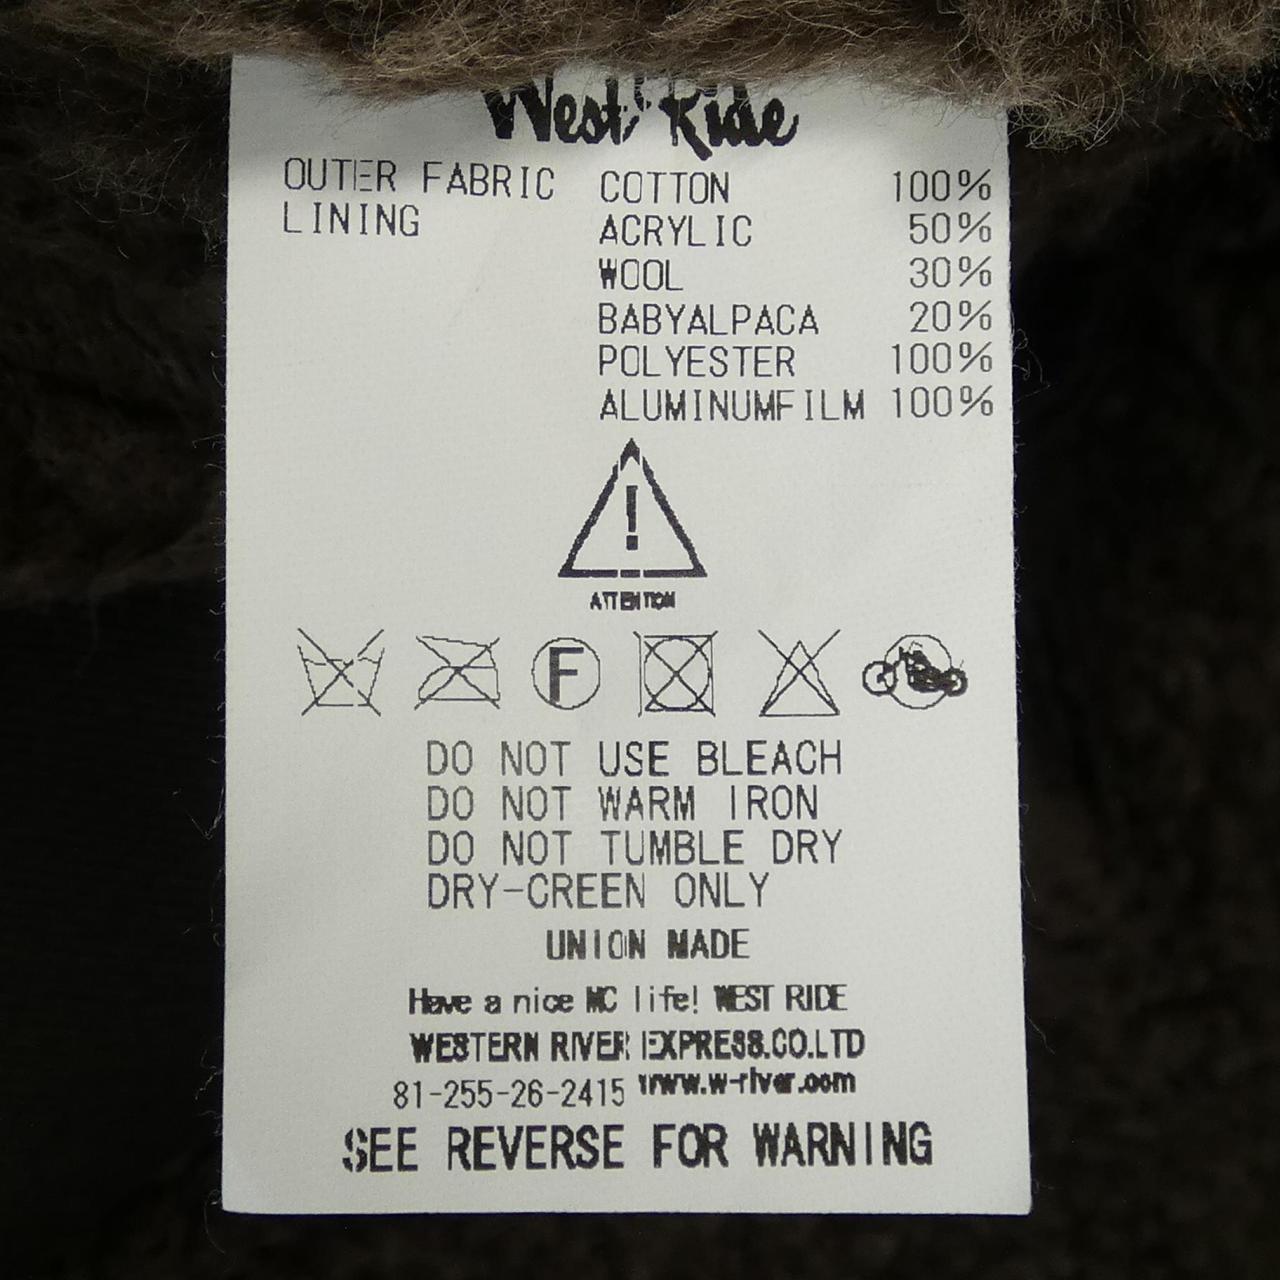 West Ride
OUTER FABRIC COTTON 100%
LINING ACRYLIC 50%
WOOL 30%
BABYALPACA 20%
POLYESTER 100%
ALUMINUMFILM 100%
!
ATTENTION
F
DO NOT USE BLEACH
DO NOT WARM IRON
DO NOT TUMBLE DRY
DRY-CREEN ONLY
UNION MADE
Have a nice MC life! WEST RIDE
WESTERN RIVER EXPRESS.CO.LTD
81-255-26-2415 www.w-river.com
SEE REVERSE FOR WARNING